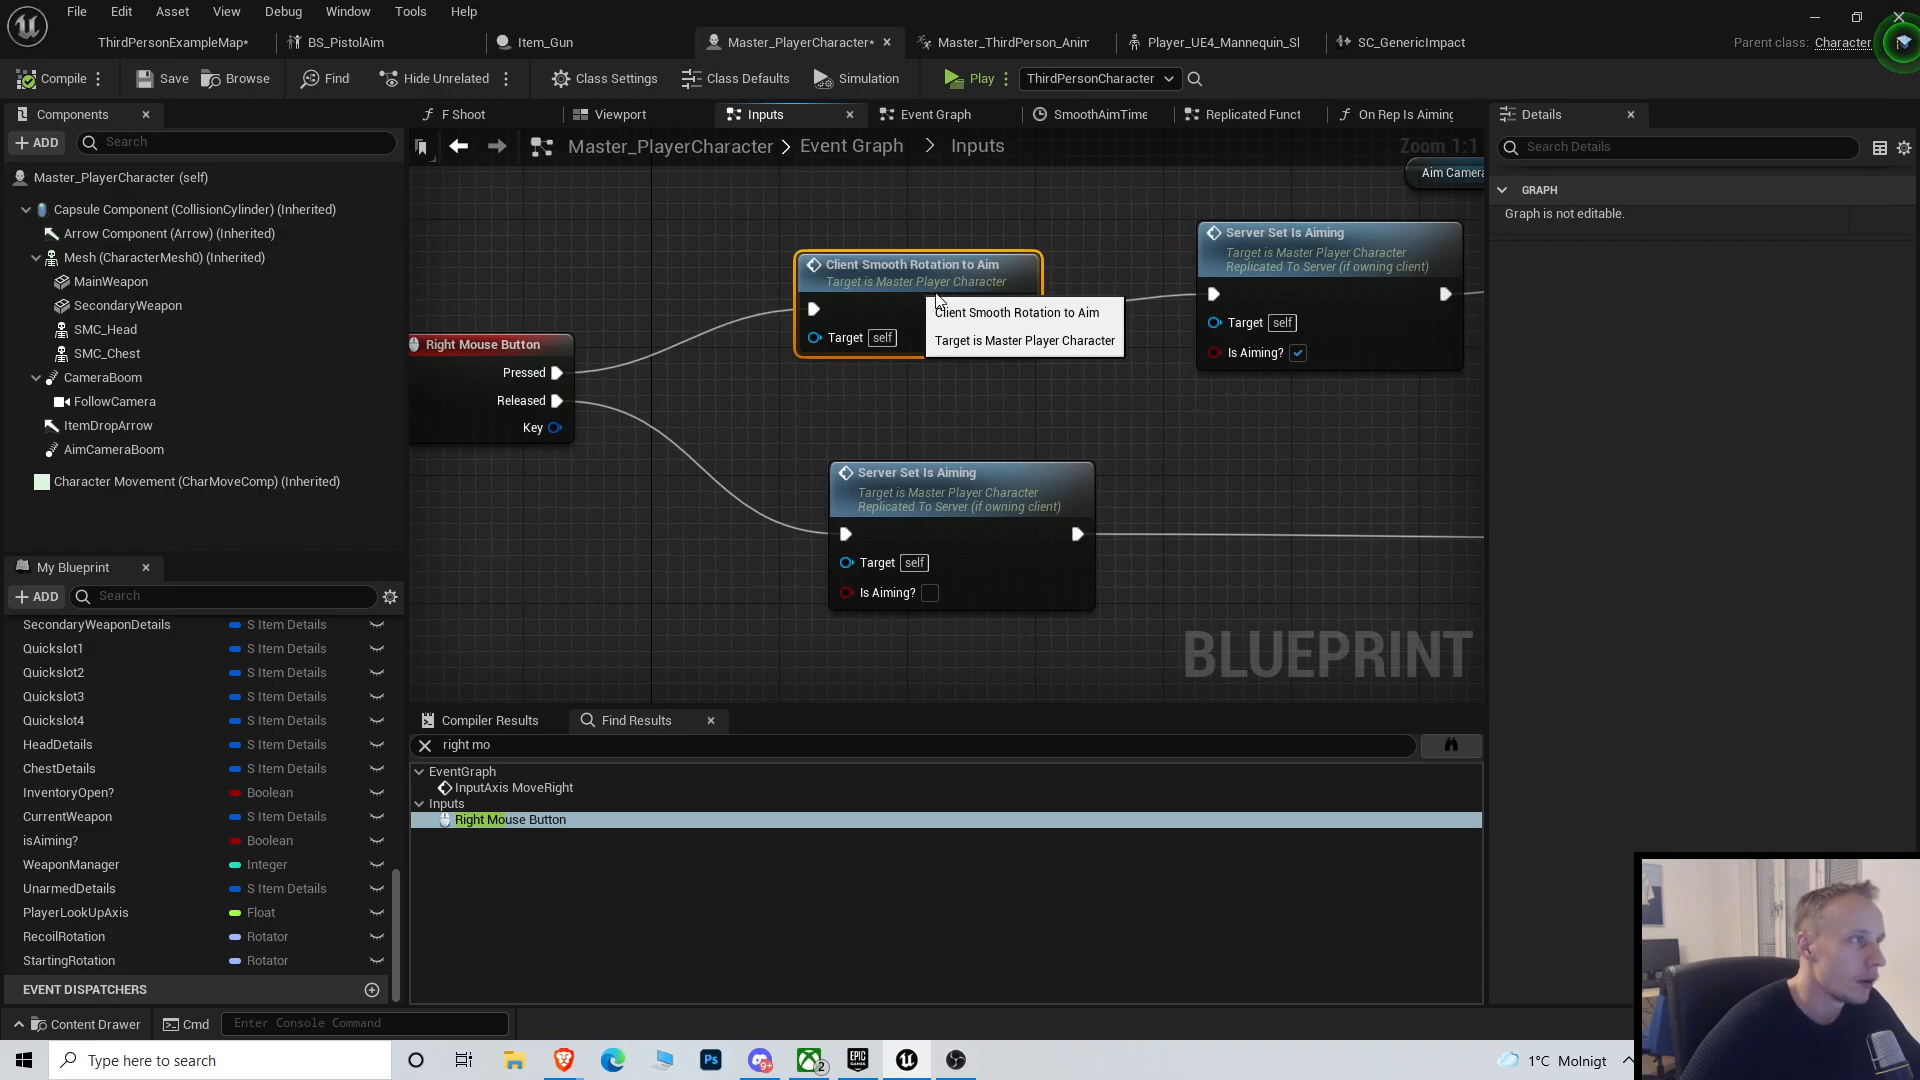 File Edit Asset View Debug Window Tools Help
ThirdPersonExampleMap* BS_PistolAim Item_Gun Master_PlayerCharacter* Master_ThirdPerson_Anim Player_UE4_Mannequin_Sl SC_GenericImpact Parent class: Character
Compile Save Browse Find Hide Unrelated Class Settings Class Defaults Simulation Play ThirdPersonCharacter
Components F Shoot Viewport Inputs Event Graph SmoothAimTime Replicated Funct On Rep Is Aiming Details
ADD Search Master_PlayerCharacter > Event Graph > Inputs Zoom 1:1 Search Details
Master_PlayerCharacter (self)
Capsule Component (CollisionCylinder) (Inherited)
Arrow Component (Arrow) (Inherited)
Mesh (CharacterMesh0) (Inherited)
MainWeapon
SecondaryWeapon
SMC_Head
SMC_Chest
CameraBoom
FollowCamera
ItemDropArrow
AimCameraBoom
Character Movement (CharMoveComp) (Inherited)
GRAPH
Graph is not editable.
Aim Camera
Right Mouse Button
Pressed
Released
Key
Client Smooth Rotation to Aim
Target is Master Player Character
Target self
Client Smooth Rotation to Aim
Target is Master Player Character
Server Set Is Aiming
Target is Master Player Character
Replicated To Server (if owning client)
Target self
Is Aiming?
Server Set Is Aiming
Target is Master Player Character
Replicated To Server (if owning client)
Target self
Is Aiming?
BLUEPRINT
My Blueprint
ADD Search
SecondaryWeaponDetails S Item Details
Quickslot1 S Item Details
Quickslot2 S Item Details
Quickslot3 S Item Details
Quickslot4 S Item Details
HeadDetails S Item Details
ChestDetails S Item Details
InventoryOpen? Boolean
CurrentWeapon S Item Details
isAiming? Boolean
WeaponManager Integer
UnarmedDetails S Item Details
PlayerLookUpAxis Float
RecoilRotation Rotator
StartingRotation Rotator
EVENT DISPATCHERS
Compiler Results Find Results
right mo
EventGraph
InputAxis MoveRight
Inputs
Right Mouse Button
Content Drawer Cmd Enter Console Command
Type here to search Ps 9+ 2 EPIC GAMES 1°C Molnigt